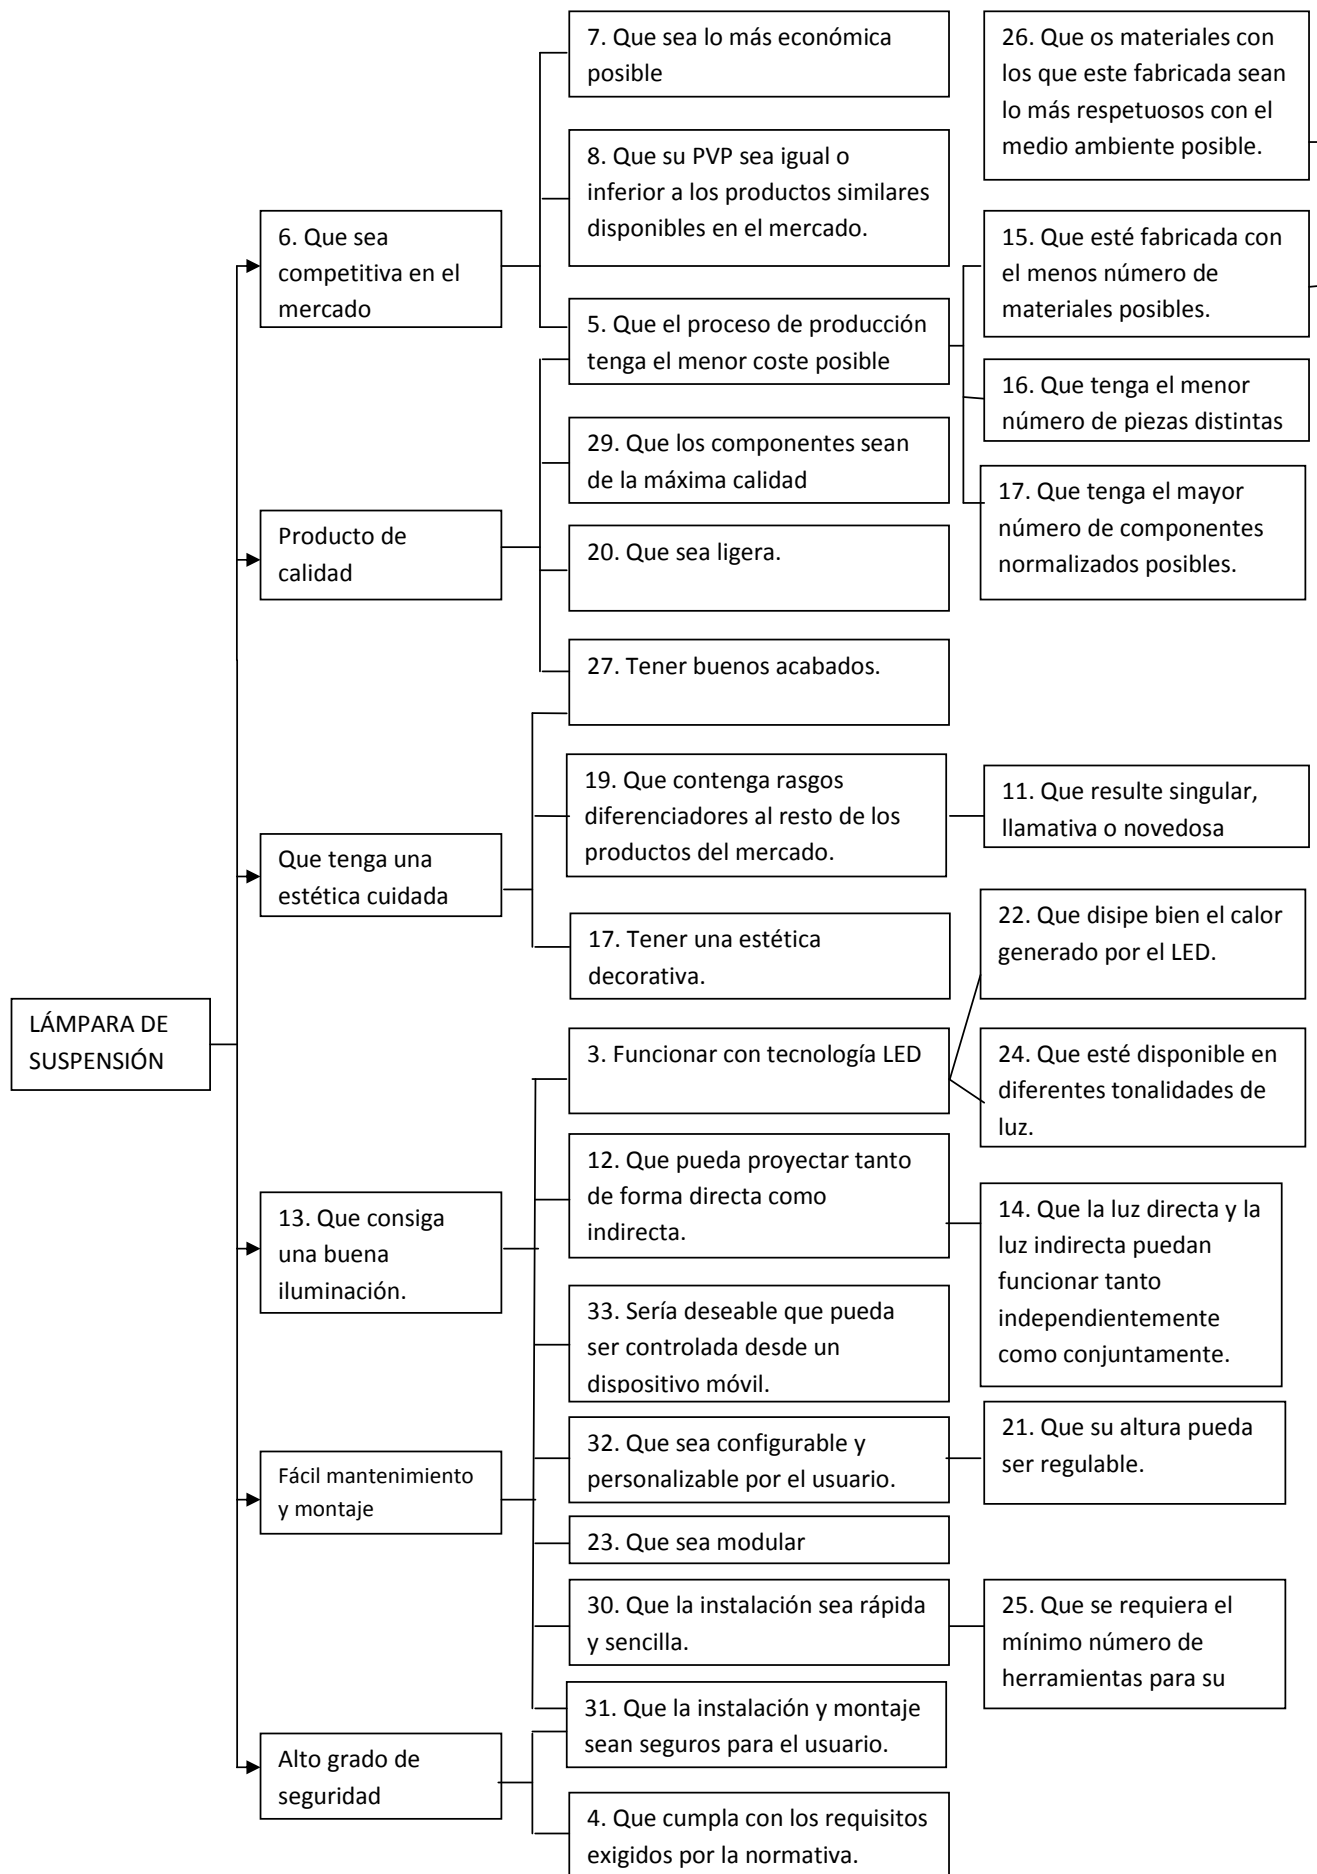 7. Que sea lo más económica
posible
26. Que os materiales con
los que este fabricada sean
lo más respetuosos con el
medio ambiente posible.
8. Que su PVP sea igual o
inferior a los productos similares
disponibles en el mercado.
6. Que sea
competitiva en el
mercado
15. Que esté fabricada con
el menos número de
materiales posibles.
5. Que el proceso de producción
tenga el menor coste posible
16. Que tenga el menor
número de piezas distintas
29. Que los componentes sean
de la máxima calidad
17. Que tenga el mayor
número de componentes
normalizados posibles.
Producto de
calidad
20. Que sea ligera.
27. Tener buenos acabados.
19. Que contenga rasgos
diferenciadores al resto de los
productos del mercado.
11. Que resulte singular,
llamativa o novedosa
Que tenga una
estética cuidada
17. Tener una estética
decorativa.
22. Que disipe bien el calor
generado por el LED.
LÁMPARA DE
SUSPENSIÓN
3. Funcionar con tecnología LED
24. Que esté disponible en
diferentes tonalidades de
luz.
12. Que pueda proyectar tanto
de forma directa como
indirecta.
13. Que consiga
una buena
iluminación.
14. Que la luz directa y la
luz indirecta puedan
funcionar tanto
independientemente
como conjuntamente.
33. Sería deseable que pueda
ser controlada desde un
dispositivo móvil.
32. Que sea configurable y
personalizable por el usuario.
21. Que su altura pueda
ser regulable.
Fácil mantenimiento
y montaje
23. Que sea modular
30. Que la instalación sea rápida
y sencilla.
25. Que se requiera el
mínimo número de
herramientas para su
31. Que la instalación y montaje
sean seguros para el usuario.
Alto grado de
seguridad
4. Que cumpla con los requisitos
exigidos por la normativa.